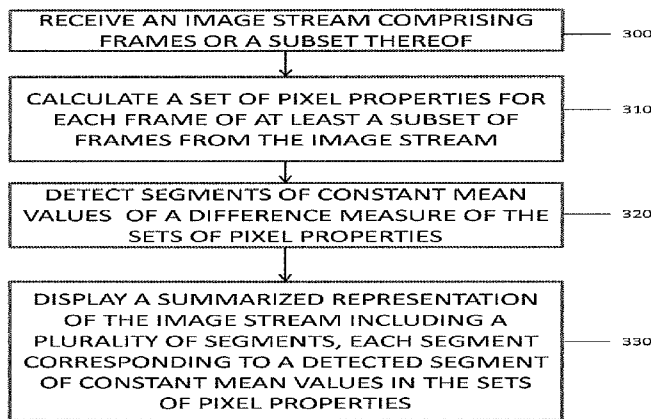 RECEIVE AN IMAGE STREAM COMPRISING
FRAMES OR A SUBSET THEREOF
300
CALCULATE A SET OF PIXEL PROPERTIES FOR
EACH FRAME OF AT LEAST A SUBSET OF
FRAMES FROM THE IMAGE STREAM
310
DETECT SEGMENTS OF CONSTANT MEAN
VALUES OF A DIFFERENCE MEASURE OF THE
SETS OF PIXEL PROPERTIES
320
DISPLAY A SUMMARIZED REPRESENTATION
OF THE IMAGE STREAM INCLUDING A
PLURALITY OF SEGMENTS, EACH SEGMENT
CORRESPONDING TO A DETECTED SEGMENT
OF CONSTANT MEAN VALUES IN THE SETS
OF PIXEL PROPERTIES
330